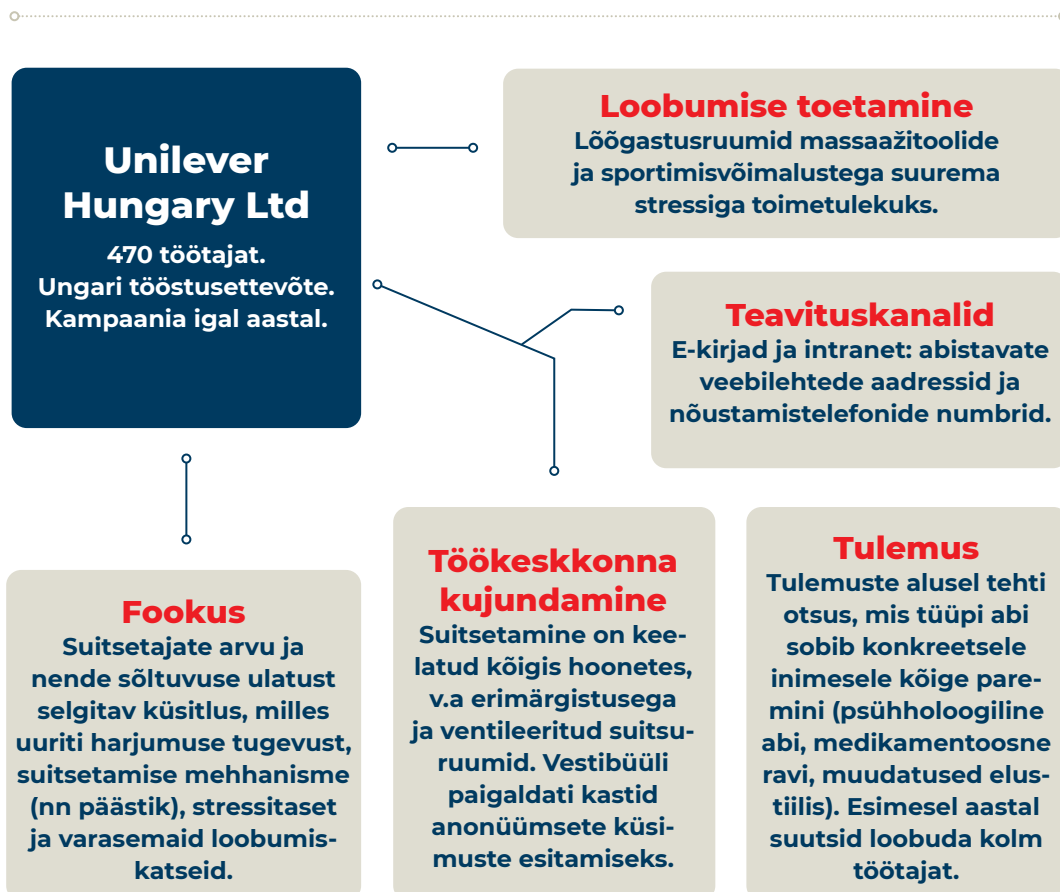 Unilever
Hungary Ltd
470 töötajat.
Ungari tööstusettevõte.
Kampaania igal aastal.
Loobumise toetamine
Lõõgastusruumid massaažitoolide
ja sportimisvõimalustega suurema
stressiga toimetulekuks.
Teavituskanalid
E-kirjad ja intranet: abistavate
veebilehtede aadressid ja
nõustamistelefonide numbrid.
Fookus
Suitsetajate arvu ja
nende sõltuvuse ulatust
selgitav küsitlus, milles
uuriti harjumuse tugevust,
suitsetamise mehhanisme
(nn päästik), stressitaset
ja varasemaid loobumis-
katseid.
Töökeskkonna
kujundamine
Suitsetamine on kee-
latud kõigis hoonetes,
v.a erimärgistusega
ja ventileeritud suitsu-
ruumid. Vestibüüli
paigaldati kastid
anonüümsete küsi-
muste esitamiseks.
Tulemus
Tulemuste alusel tehti
otsus, mis tüüpi abi
sobib konkreetsele
inimesele kõige pare-
mini (psühholoogiline
abi, medikamentoosne
ravi, muudatused elus-
tiilis). Esimesel aastal
suutsid loobuda kolm
töötajat.